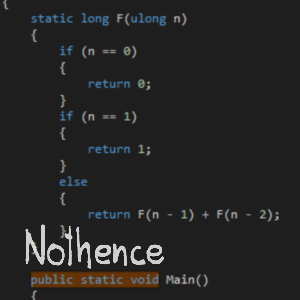 {
static long F(ulong n)
{
if (n == 0)
{
return 0;
}
if (n == 1)
{
return 1;
}
else
{
return F(n - 1) + F(n - 2);
}
Nothence
public static void Main()
{